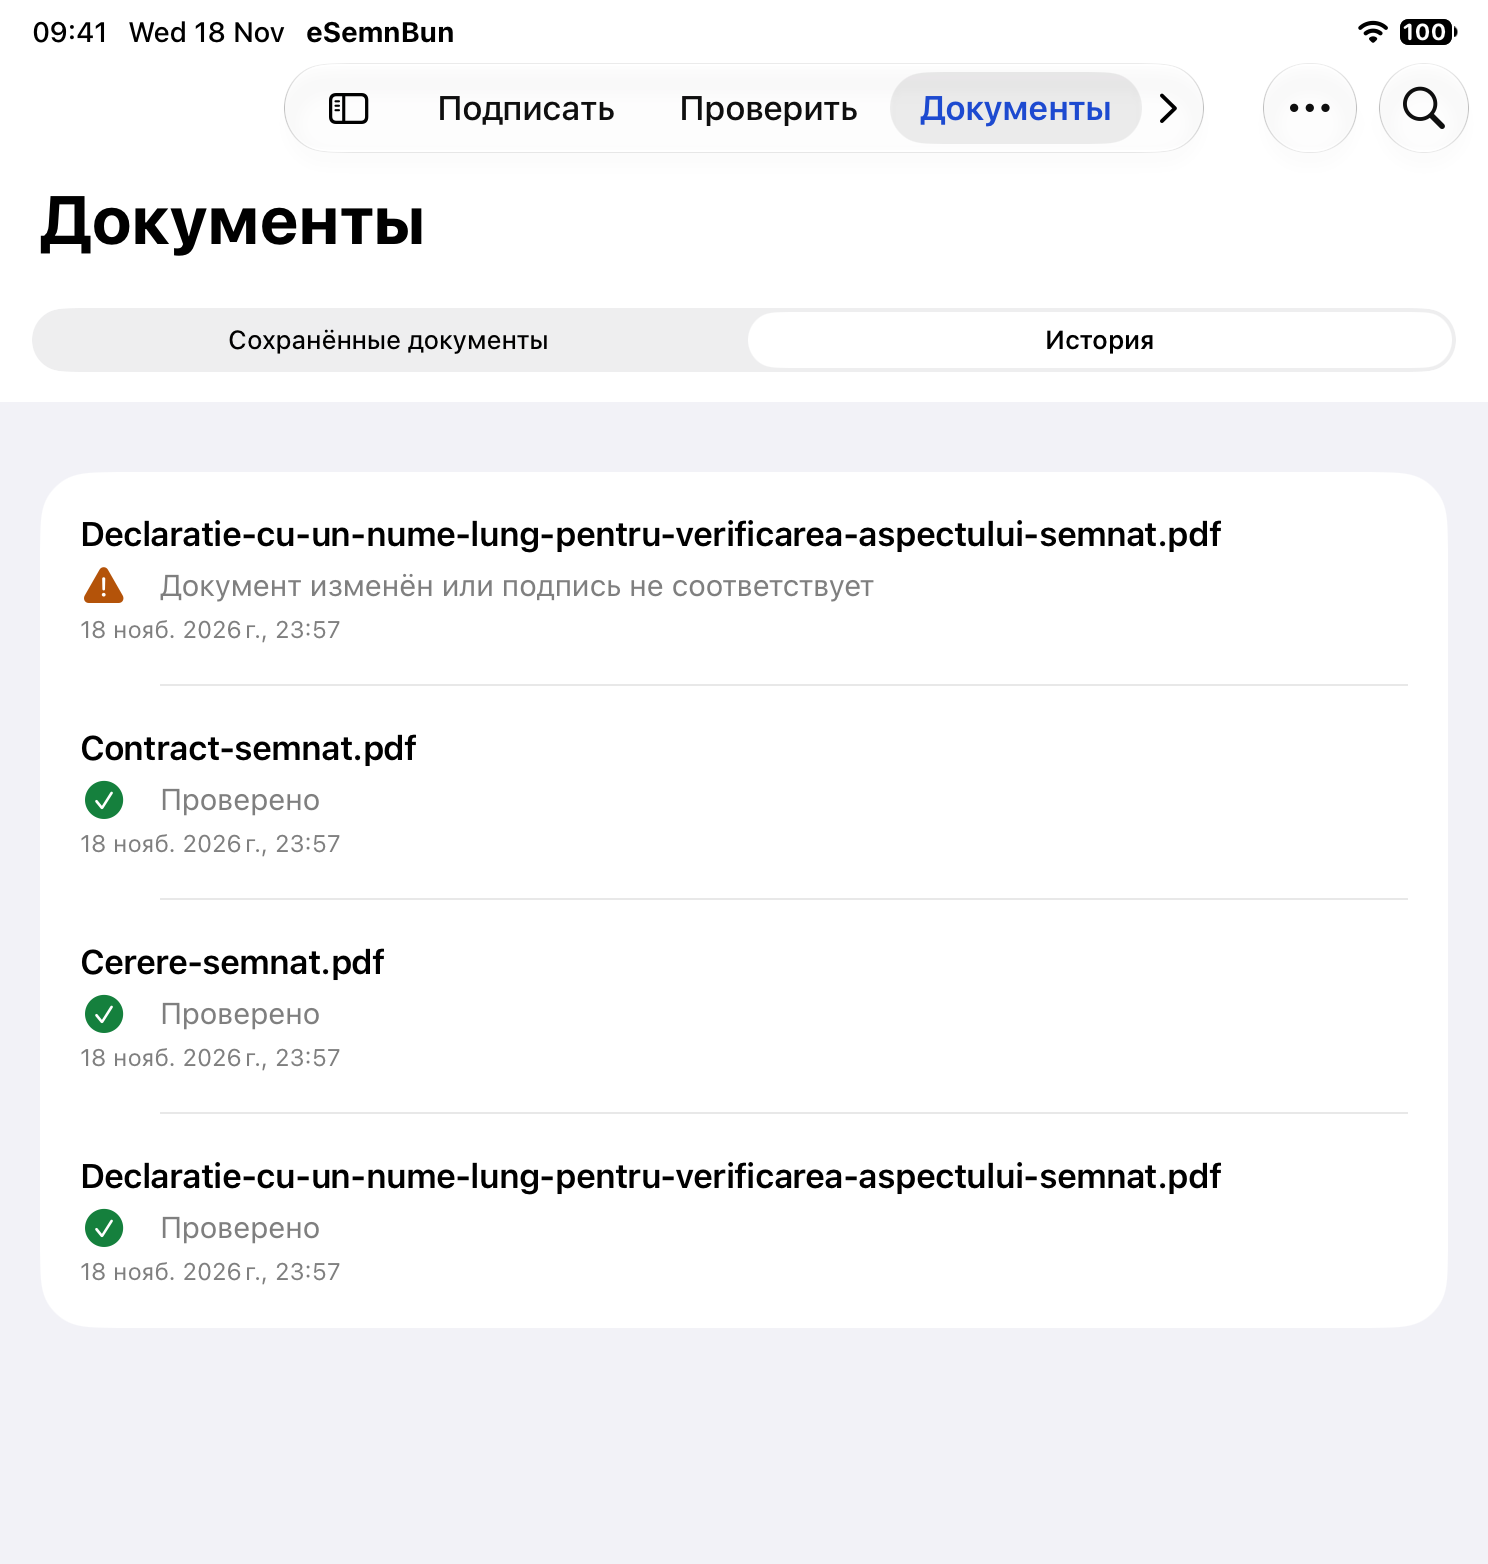 09:41 Wed 18 Nov eSemnBun 100
Подписать Проверить Документы
Документы
Сохранённые документы История
Declaratie-cu-un-nume-lung-pentru-verificarea-aspectului-semnat.pdf
Документ изменён или подпись не соответствует
18 нояб. 2026 г., 23:57
Contract-semnat.pdf
Проверено
18 нояб. 2026 г., 23:57
Cerere-semnat.pdf
Проверено
18 нояб. 2026 г., 23:57
Declaratie-cu-un-nume-lung-pentru-verificarea-aspectului-semnat.pdf
Проверено
18 нояб. 2026 г., 23:57